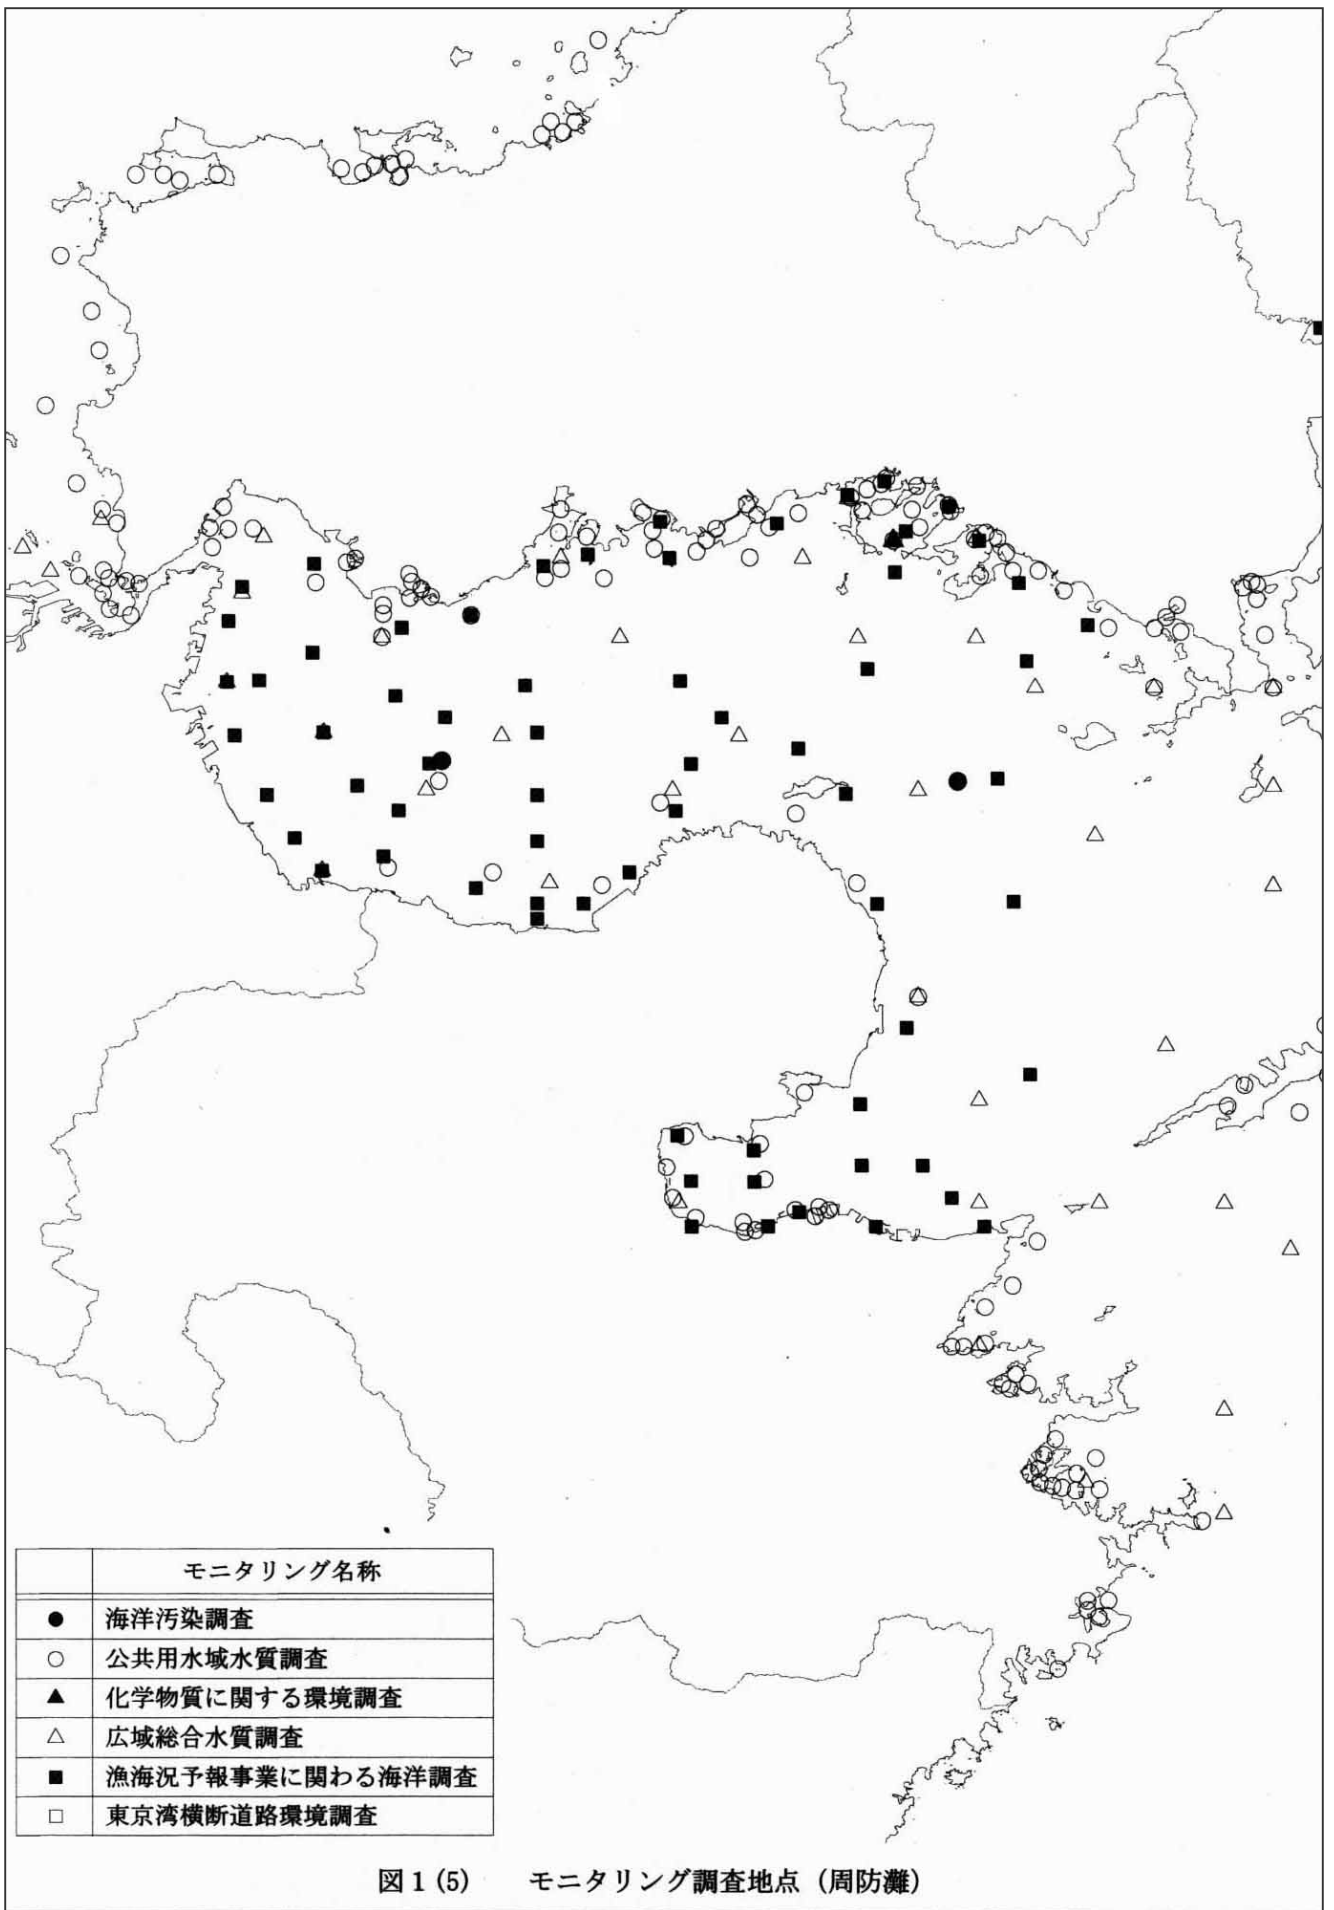 モニタリング名称
● 海洋汚染調査
○ 公共用水域水質調査
▲ 化学物質に関する環境調査
△ 広域総合水質調査
■ 漁海況予報事業に関わる海洋調査
□ 東京湾横断道路環境調査
図1(5) モニタリング調査地点(周防灘)